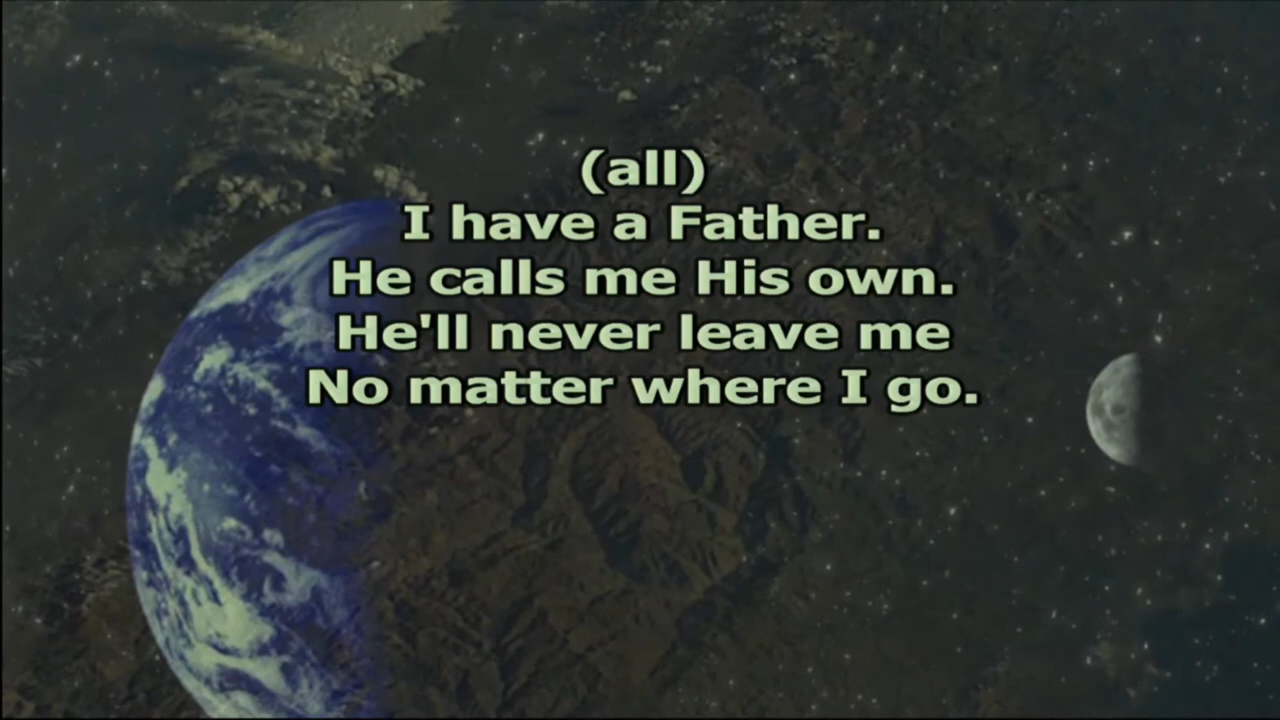 (all)
I have a Father.
He calls me His own.
He'll never leave me
No matter where I go.